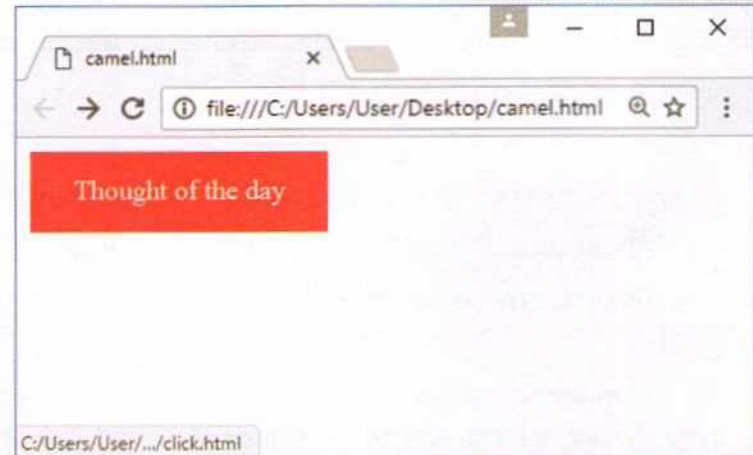 camel.html
file:///C:/Users/User/Desktop/camel.html
Thought of the day
C:/Users/User/.../click.html